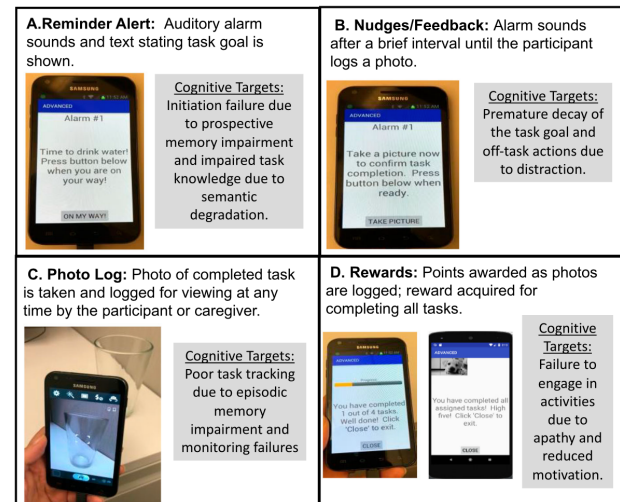 A.Reminder Alert: Auditory alarm
sounds and text stating task goal is
shown.
SAMSUNG
ADVANCED
Alarm #1
Time to drink water!
Press button below
when you are on
your way!
ON MY WAY!
Cognitive Targets:
Initiation failure due
to prospective
memory impairment
and impaired task
knowledge due to
semantic
degradation.
B. Nudges/Feedback: Alarm sounds
after a brief interval until the participant
logs a photo.
SAMSUNG
11:02 AM
ADVANCED
Alarm #1
Take a picture now
to confirm task
completion. Press
button below when
ready.
TAKE PICTURE
Cognitive Targets:
Premature decay of
the task goal and
off-task actions due
to distraction.
C. Photo Log: Photo of completed task
is taken and logged for viewing at any
time by the participant or caregiver.
SAMSUNG
Cognitive Targets:
Poor task tracking
due to episodic
memory
impairment and
monitoring failures
D. Rewards: Points awarded as photos
are logged; reward acquired for
completing all tasks.
SAMSUNG
ADVANCED
You have completed
1 out of 4 tasks.
Well done! Click
'Close' to exit.
CLOSE
ADVANCED
You have completed all
assigned tasks! High
five! Click 'Close' to
exit.
CLOSE
Cognitive
Targets:
Failure to
engage in
activities
due to
apathy and
reduced
motivation.